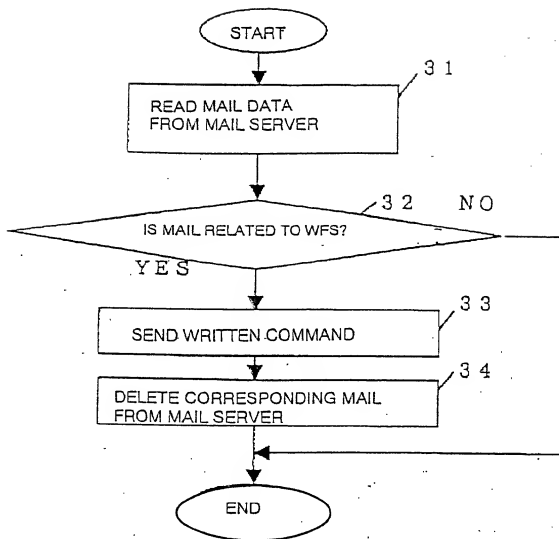 START
31
READ MAIL DATA
FROM MAIL SERVER
32
NO
IS MAIL RELATED TO WFS?
YES
33
SEND WRITTEN COMMAND
34
DELETE CORRESPONDING MAIL
FROM MAIL SERVER
END